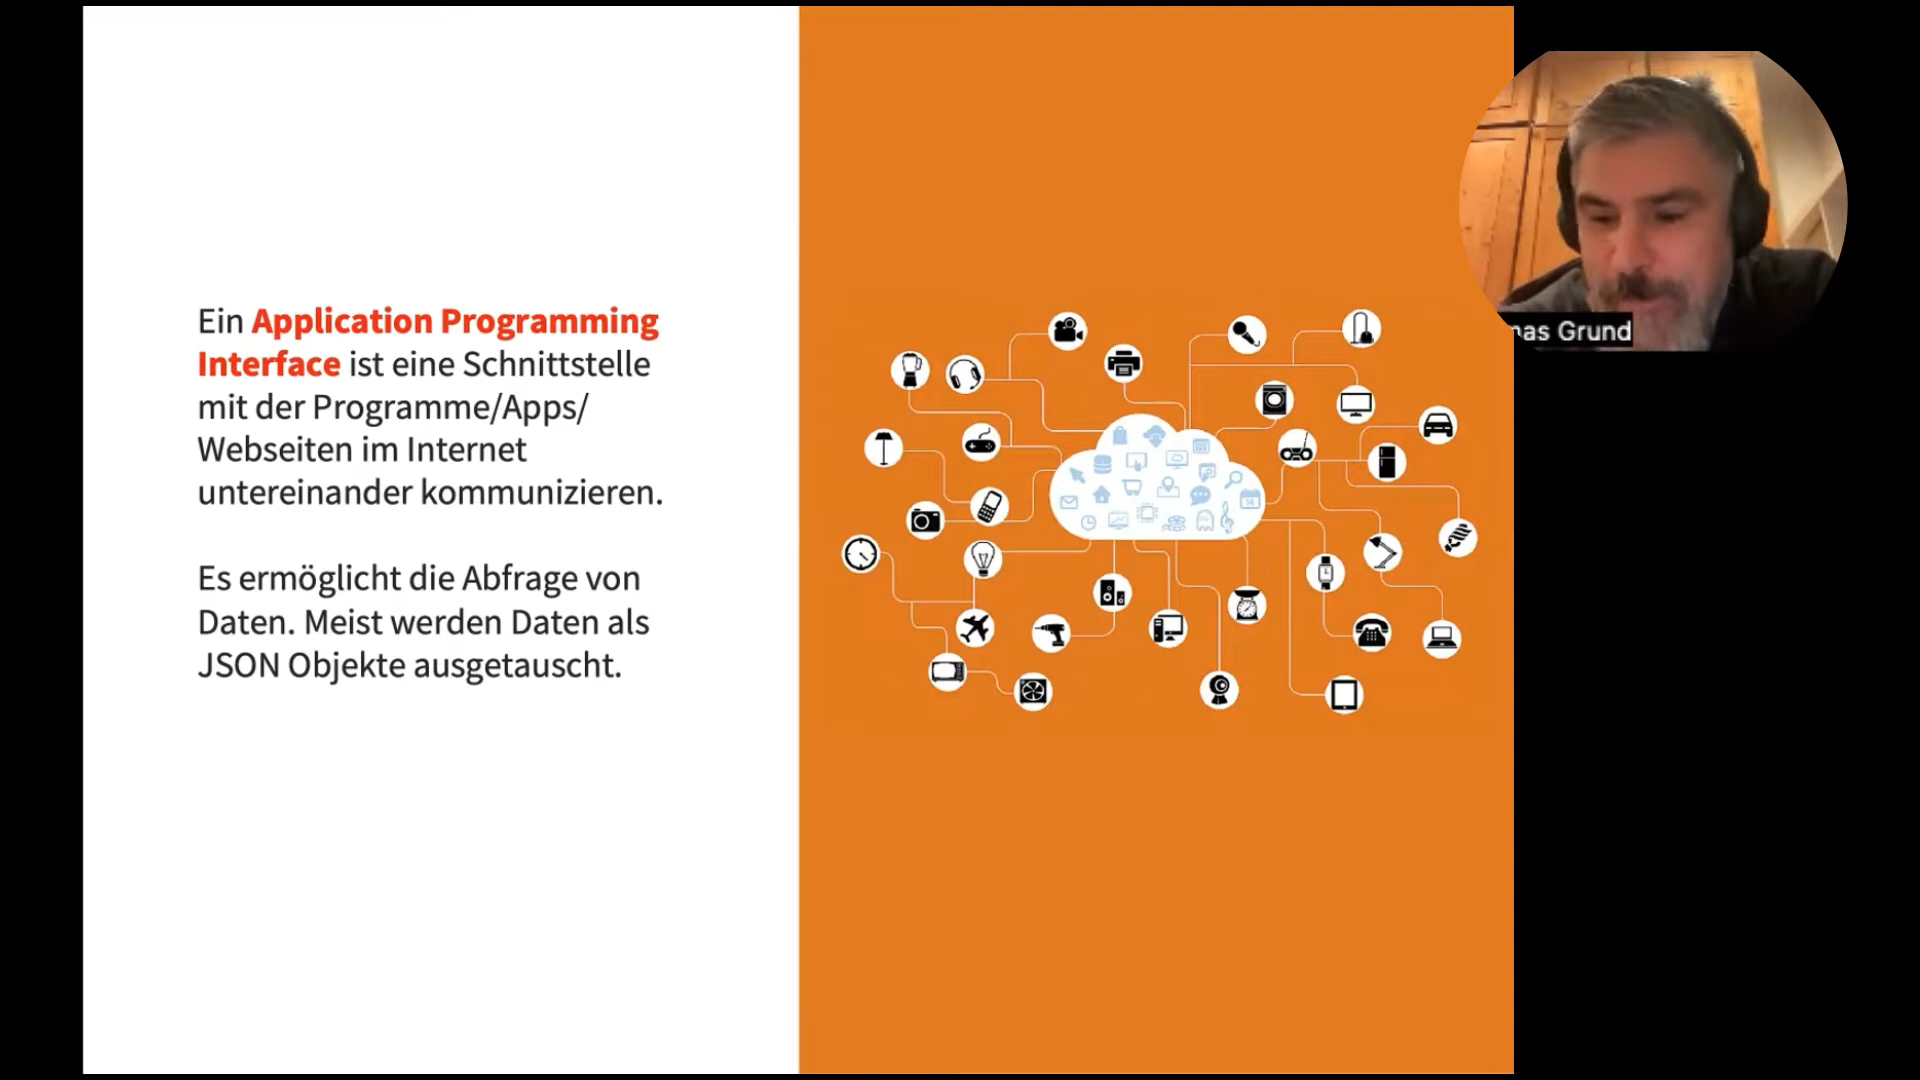 Ein Application Programming
Interface ist eine Schnittstelle
mit der Programme/Apps/
Webseiten im Internet
untereinander kommunizieren.
Es ermöglicht die Abfrage von
Daten. Meist werden Daten als
JSON Objekte ausgetauscht.
Grund